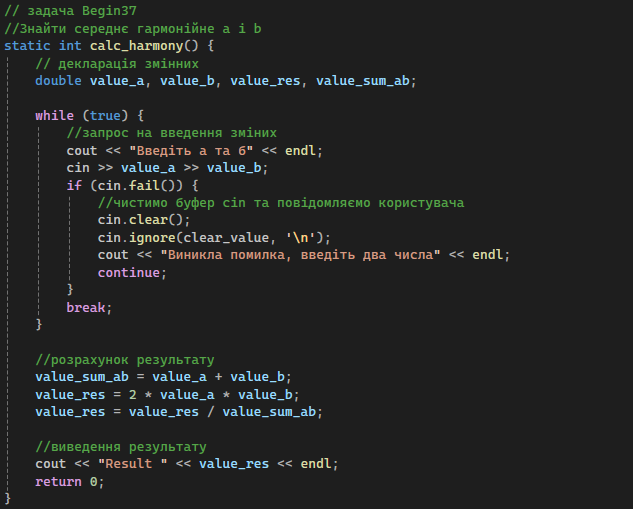 // задача Begin37
//Знайти середнє гармонійне a і b
static int calc_harmony() {
// декларація змінних
double value_a, value_b, value_res, value_sum_ab;
while (true) {
//запрос на введення зміних
cout << "Введіть а та б" << endl;
cin >> value_a >> value_b;
if (cin.fail()) {
//чистимо буфер cin та повідомляємо користувача
cin.clear();
cin.ignore(clear_value, '\n');
cout << "Виникла помилка, введіть два числа" << endl;
continue;
}
break;
}
//розрахунок результату
value_sum_ab = value_a + value_b;
value_res = 2 * value_a * value_b;
value_res = value_res / value_sum_ab;
//виведення результату
cout << "Result " << value_res << endl;
return 0;
}